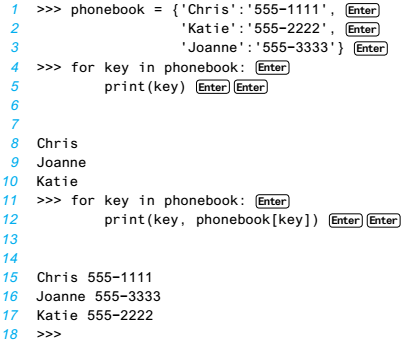 1 >>> phonebook = {'Chris':'555−1111', Enter
2 'Katie':'555−2222', Enter
3 'Joanne':'555−3333'} Enter
4 >>> for key in phonebook: Enter
5 print(key) Enter Enter
6
7
8 Chris
9 Joanne
10 Katie
11 >>> for key in phonebook: Enter
12 print(key, phonebook[key]) Enter Enter
13
14
15 Chris 555−1111
16 Joanne 555−3333
17 Katie 555−2222
18 >>>